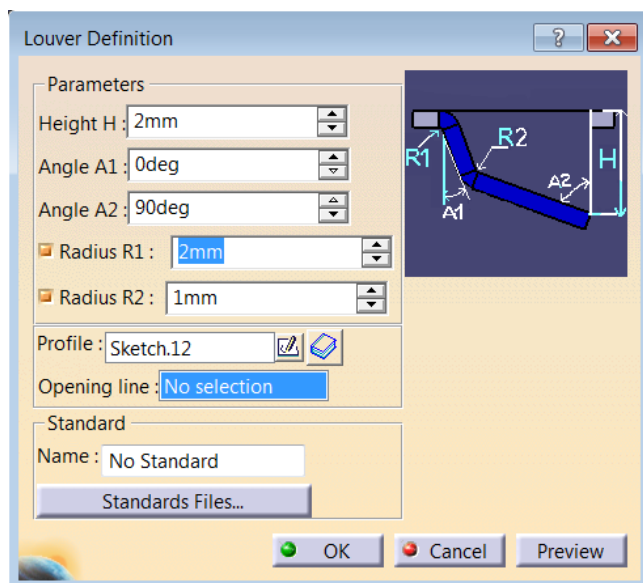 Louver Definition
Parameters
Height H : 2mm
Angle A1 : 0deg
Angle A2 : 90deg
Radius R1 : 2mm
Radius R2 : 1mm
Profile : Sketch.12
Opening line : No selection
Standard
Name : No Standard
Standards Files...
OK Cancel Preview
R1 R2 H
A1 A2